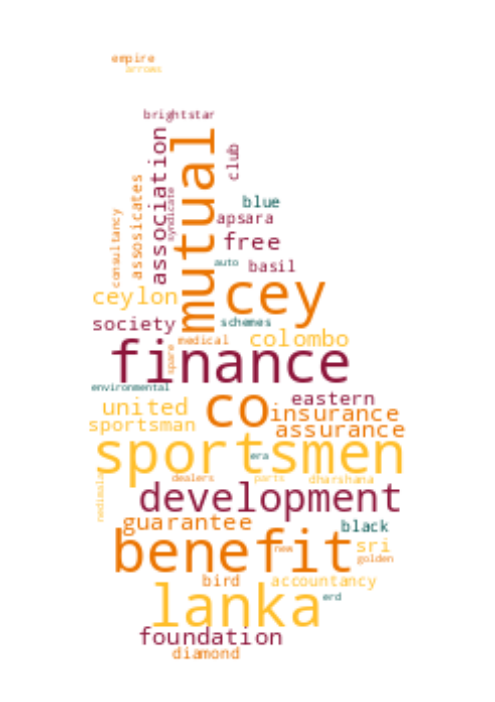 empire
arrows
brightstar
association
mutual
club
syndicate
assosicates
consultancy
blue
apsara
free
auto
basil
cey
ceylon
society
schemes
medical
colombo
finance
spare
environmental
eastern
united
co
insurance
sportsman
assurance
sportsmen
era
dealers
parts
dharshana
development
guarantee
black
benefit
new
sri
golden
bird
accountancy
lanka
erd
foundation
diamond